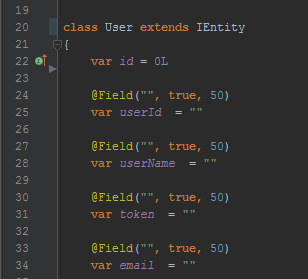 19
20 class User extends IEntity
21 {
22 var id = 0L
23
24 @Field("", true, 50)
25 var userId = ""
26
27 @Field("", true, 50)
28 var userName = ""
29
30 @Field("", true, 50)
31 var token = ""
32
33 @Field("", true, 50)
34 var email = ""